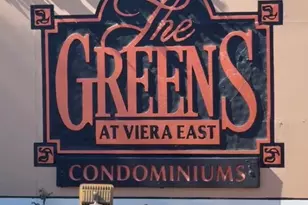 The
GREENS
AT VIERA EAST
CONDOMINIUMS